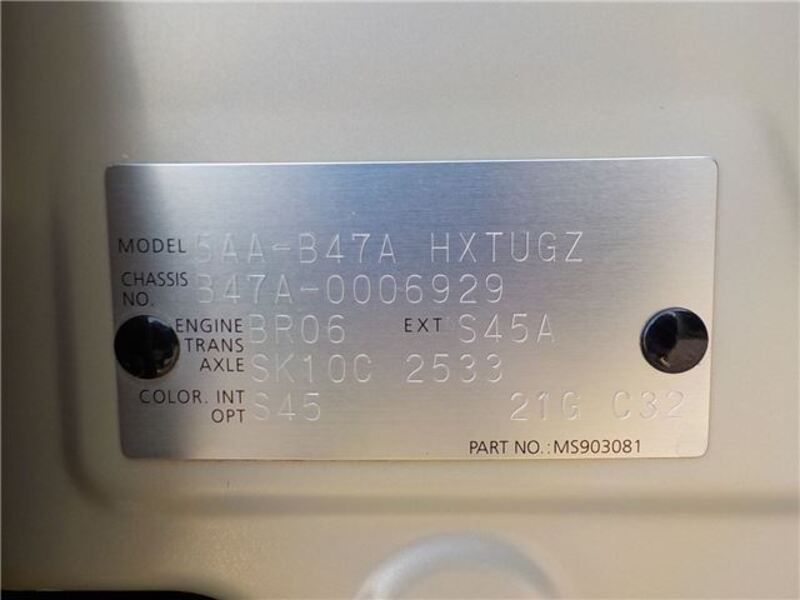 MODEL 5AA-B47A HXTUGZ
CHASSIS NO. B47A-0006929
ENGINE BR06 EXT S45A
TRANS AXLE SK10C 2533
COLOR. INT OPT S45 21G C32
PART NO.:MS903081